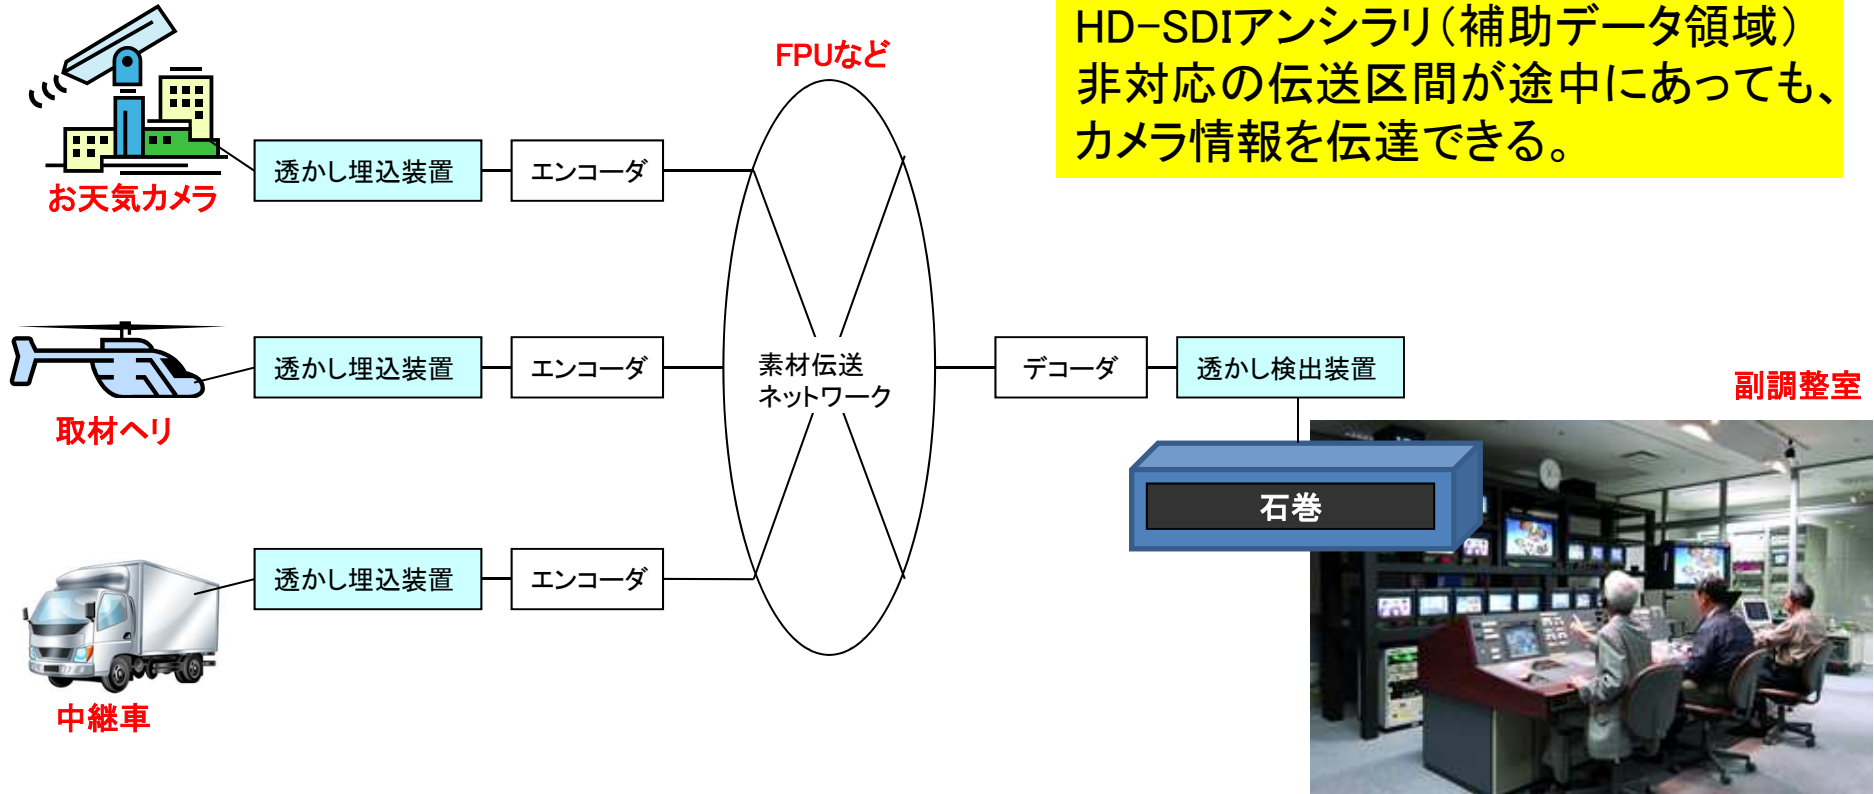 HD-SDIアンシラリ（補助データ領域）
非対応の伝送区間が途中にあっても、
カメラ情報を伝達できる。
FPUなど
お天気カメラ
透かし埋込装置
エンコーダ
取材ヘリ
透かし埋込装置
エンコーダ
素材伝送
ネットワーク
デコーダ
透かし検出装置
副調整室
石巻
中継車
透かし埋込装置
エンコーダ